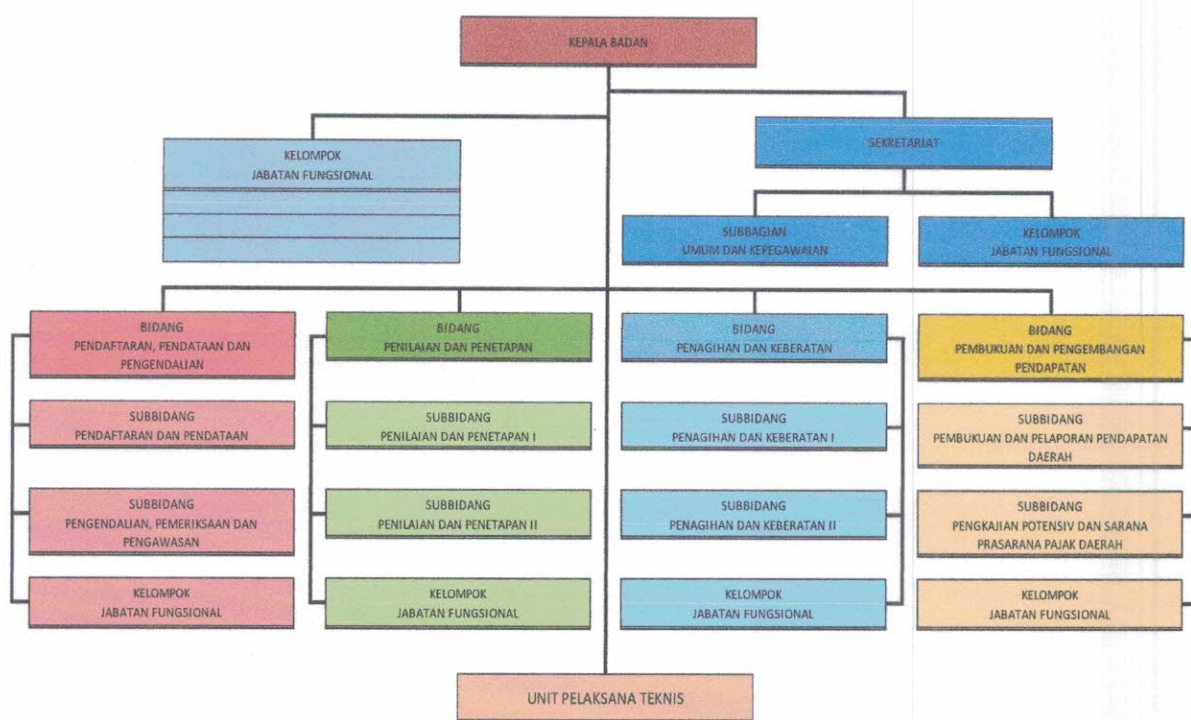 KEPALA BADAN
KELOMPOK
JABATAN FUNGSIONAL
SEKRETARIAT
SUBBAGIAN
UMUM DAN KEPEGAWAIAN
KELOMPOK
JABATAN FUNGSIONAL
BIDANG
PENDAFTARAN, PENDATAAN DAN
PENGENDALIAN
BIDANG
PENILAIAN DAN PENETAPAN
BIDANG
PENAGIHAN DAN KEBERATAN
BIDANG
PEMBUKUAN DAN PENGEMBANGAN
PENDAPATAN
SUBBIDANG
PENDAFTARAN DAN PENDATAAN
SUBBIDANG
PENILAIAN DAN PENETAPAN I
SUBBIDANG
PENAGIHAN DAN KEBERATAN I
SUBBIDANG
PEMBUKUAN DAN PELAPORAN PENDAPATAN
DAERAH
SUBBIDANG
PENGENDALIAN, PEMERIKSAAN DAN
PENGAWASAN
SUBBIDANG
PENILAIAN DAN PENETAPAN II
SUBBIDANG
PENAGIHAN DAN KEBERATAN II
SUBBIDANG
PENGKAJIAN POTENSIV DAN SARANA
PRASARANA PAJAK DAERAH
KELOMPOK
JABATAN FUNGSIONAL
KELOMPOK
JABATAN FUNGSIONAL
KELOMPOK
JABATAN FUNGSIONAL
KELOMPOK
JABATAN FUNGSIONAL
UNIT PELAKSANA TEKNIS